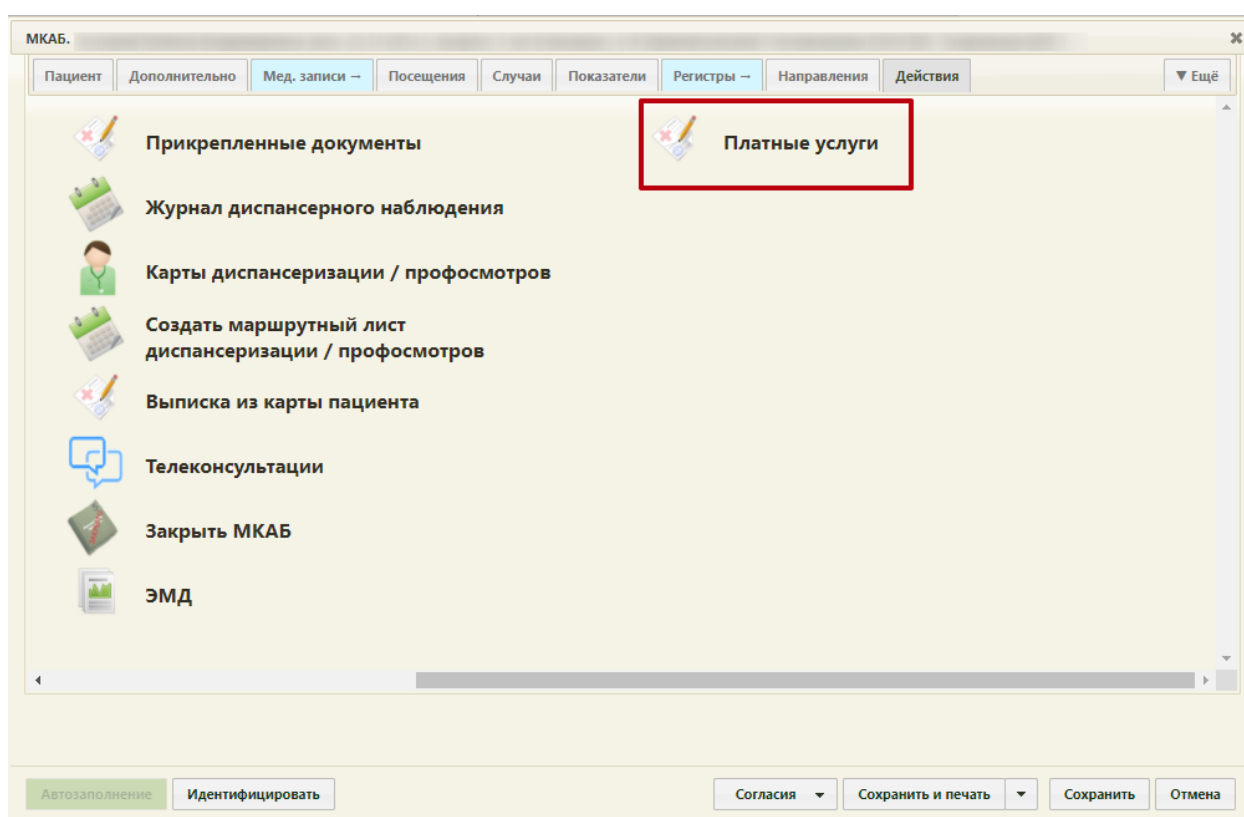 МКАБ.
Пациент Дополнительно Мед. записи → Посещения Случаи Показатели Регистры → Направления Действия ▼ Ещё
Прикрепленные документы Платные услуги
Журнал диспансерного наблюдения
Карты диспансеризации / профосмотров
Создать маршрутный лист
диспансеризации / профосмотров
Выписка из карты пациента
Телеконсультации
Закрыть МКАБ
ЭМД
Автозаполнение Идентифицировать Согласия Сохранить и печать Сохранить Отмена